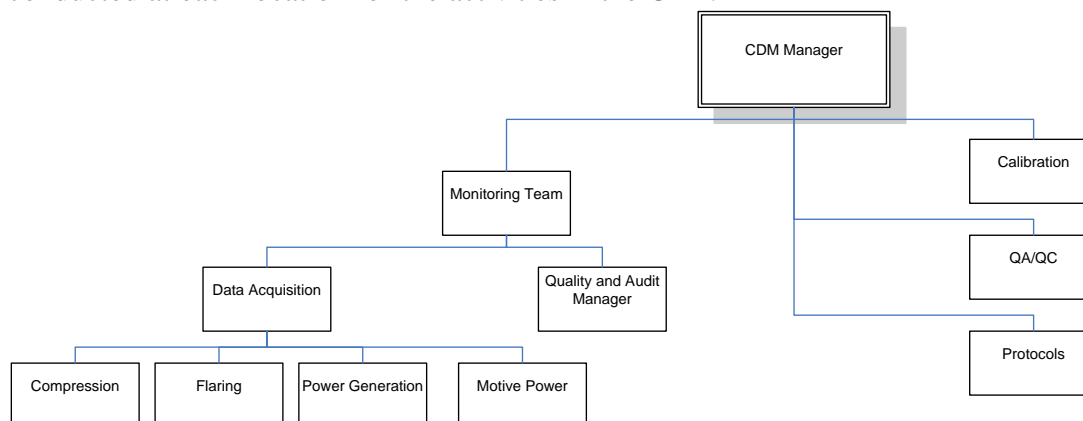 CDM Manager
Calibration
Monitoring Team
QA/QC
Data Acquisition
Quality and Audit
Manager
Protocols
Compression
Flaring
Power Generation
Motive Power